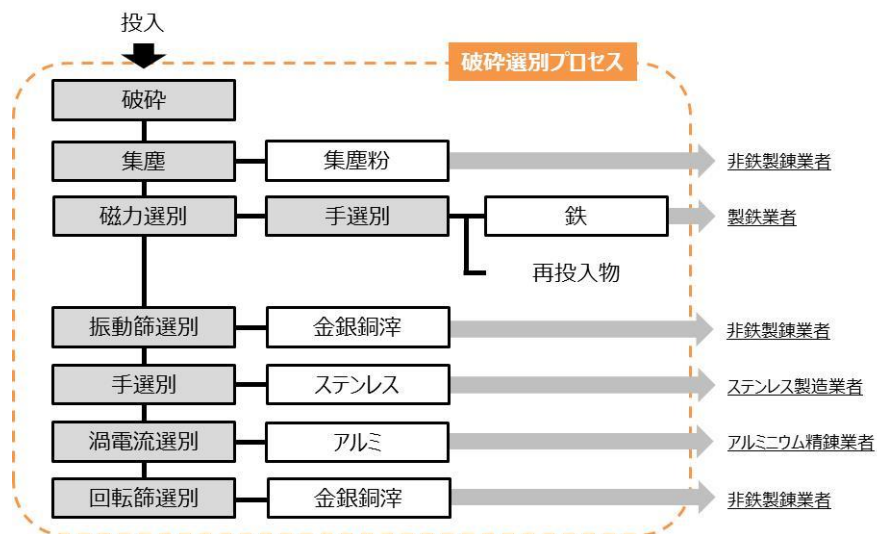 投入
破砕選別プロセス
破砕
集塵
集塵粉
非鉄製錬業者
磁力選別
手選別
鉄
製鉄業者
再投入物
振動篩選別
金銀銅滓
非鉄製錬業者
手選別
ステンレス
ステンレス製造業者
渦電流選別
アルミ
アルミニウム精錬業者
回転篩選別
金銀銅滓
非鉄製錬業者